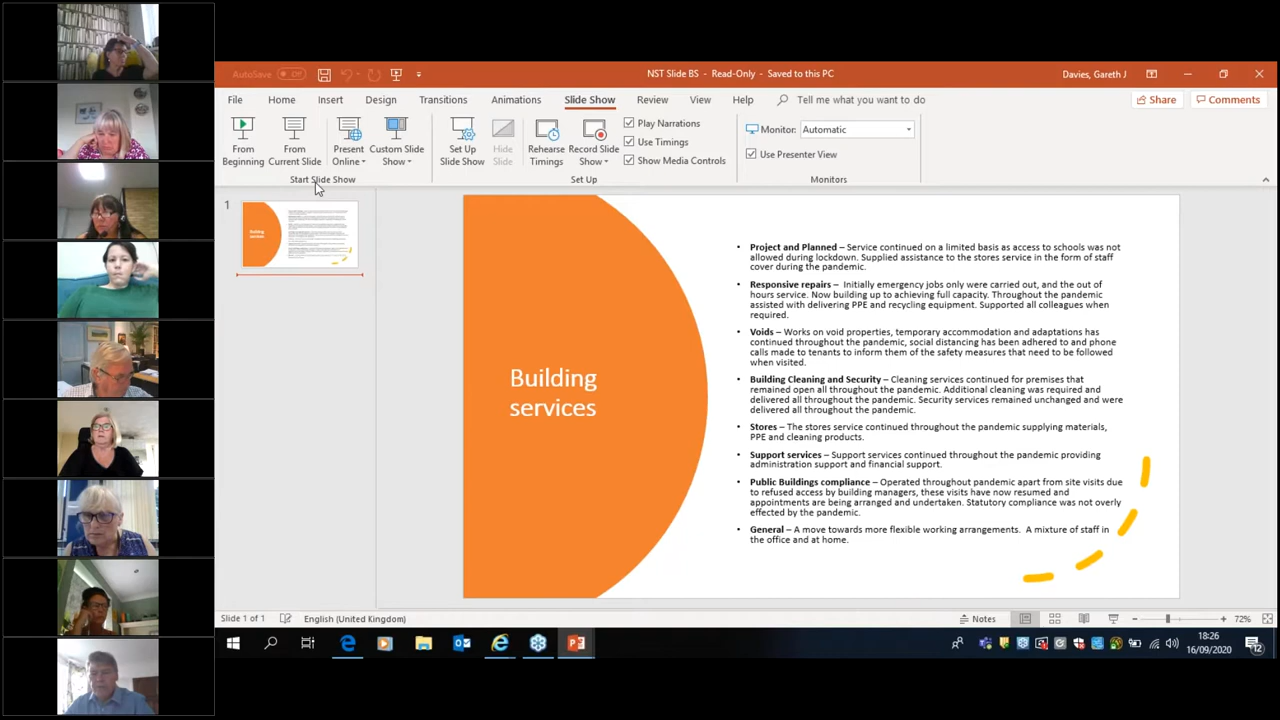 AutoSave Off
NST Slide BS - Read-Only - Saved to this PC
Davies, Gareth J
File Home Insert Design Transitions Animations Slide Show Review View Help Tell me what you want to do
Share Comments
From Beginning
From Current Slide
Present Online
Custom Slide Show
Set Up Slide Show
Hide Slide
Rehearse Timings
Record Slide Show
Play Narrations
Use Timings
Show Media Controls
Monitor: Automatic
Use Presenter View
Start Slide Show
Set Up
Monitors
1
Building
services
• Project and Planned – Service continued on a limited basis as access to schools was not
allowed during lockdown. Supplied assistance to the stores service in the form of staff
cover during the pandemic.
• Responsive repairs – Initially emergency jobs only were carried out, and the out of
hours service. Now building up to achieving full capacity. Throughout the pandemic
assisted with delivering PPE and recycling equipment. Supported all colleagues when
required.
• Voids – Works on void properties, temporary accommodation and adaptations has
continued throughout the pandemic, social distancing has been adhered to and phone
calls made to tenants to inform them of the safety measures that need to be followed
when visited.
• Building Cleaning and Security – Cleaning services continued for premises that
remained open all throughout the pandemic. Additional cleaning was required and
delivered all throughout the pandemic. Security services remained unchanged and were
delivered all throughout the pandemic.
• Stores – The stores service continued throughout the pandemic supplying materials,
PPE and cleaning products.
• Support services – Support services continued throughout the pandemic providing
administration support and financial support.
• Public Buildings compliance – Operated throughout pandemic apart from site visits due
to refused access by building managers, these visits have now resumed and
appointments are being arranged and undertaken. Statutory compliance was not overly
effected by the pandemic.
• General – A move towards more flexible working arrangements. A mixture of staff in
the office and at home.
Slide 1 of 1 English (United Kingdom)
Notes
72%
18:26
16/09/2020
12